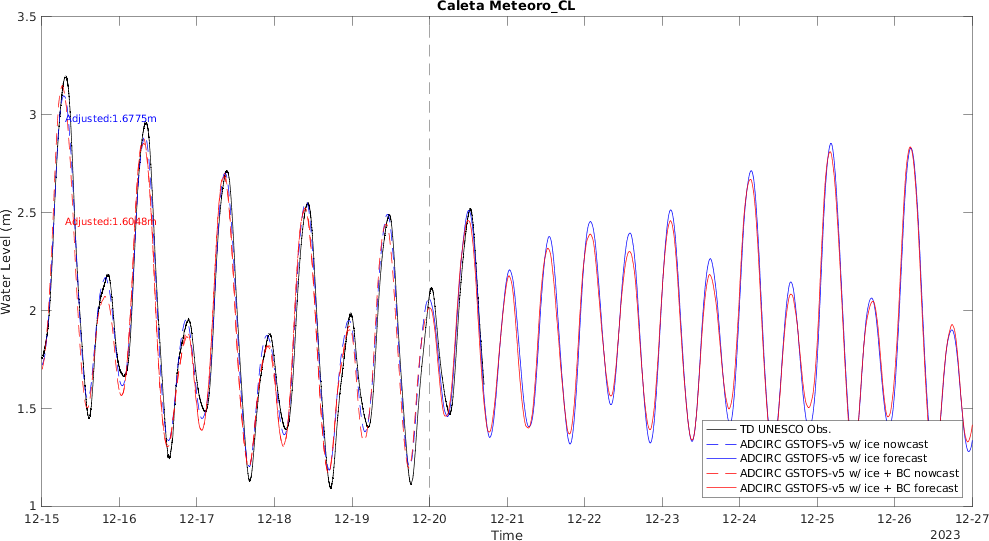 Caleta Meteoro_CL
3.5
3
2.5
2
1.5
1
Water Level (m)
Adjusted:1.6775m
Adjusted:1.6048m
TD UNESCO Obs.
ADCIRC GSTOFS-v5 w/ ice nowcast
ADCIRC GSTOFS-v5 w/ ice forecast
ADCIRC GSTOFS-v5 w/ ice + BC nowcast
ADCIRC GSTOFS-v5 w/ ice + BC forecast
12-15 12-16 12-17 12-18 12-19 12-20 12-21 12-22 12-23 12-24 12-25 12-26 12-27
Time
2023